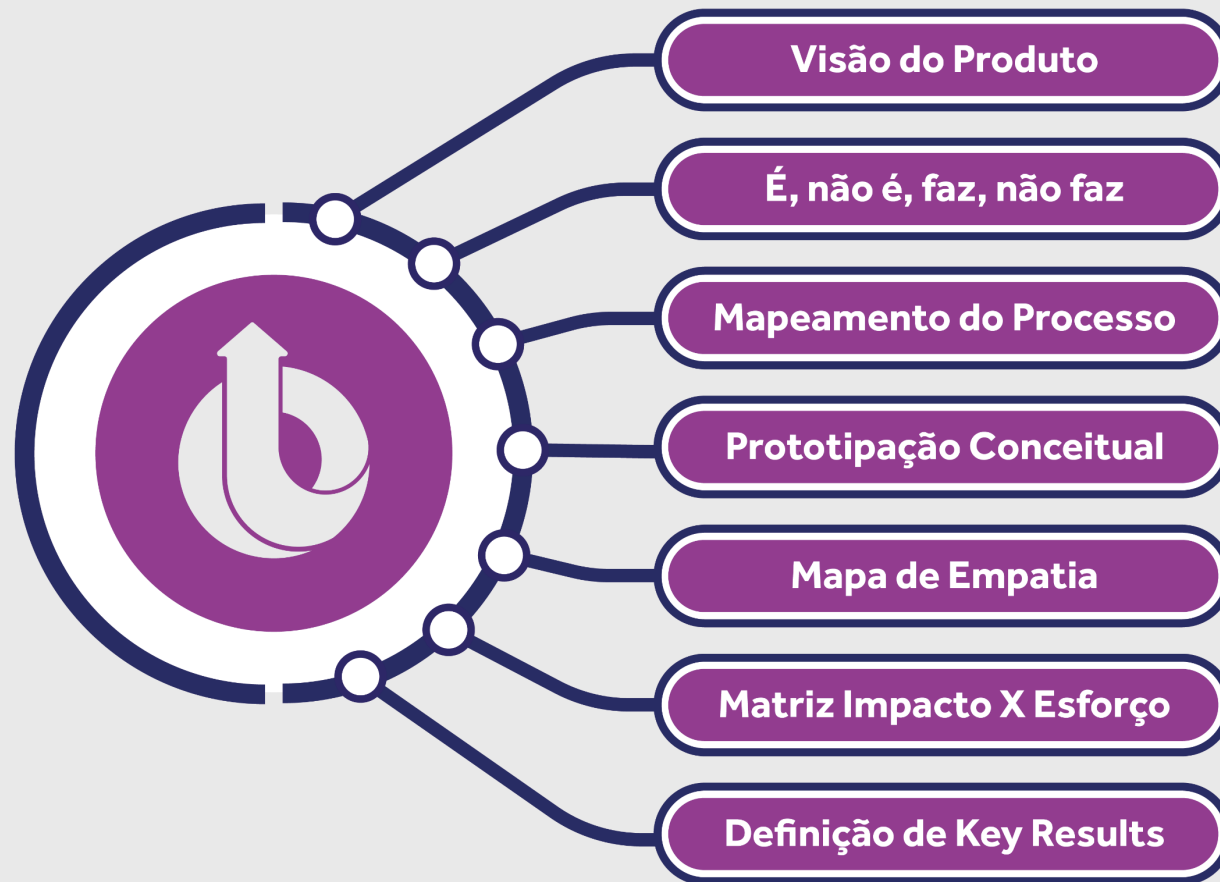 Visão do Produto
É, não é, faz, não faz
Mapeamento do Processo
Prototipação Conceitual
Mapa de Empatia
Matriz Impacto X Esforço
Definição de Key Results